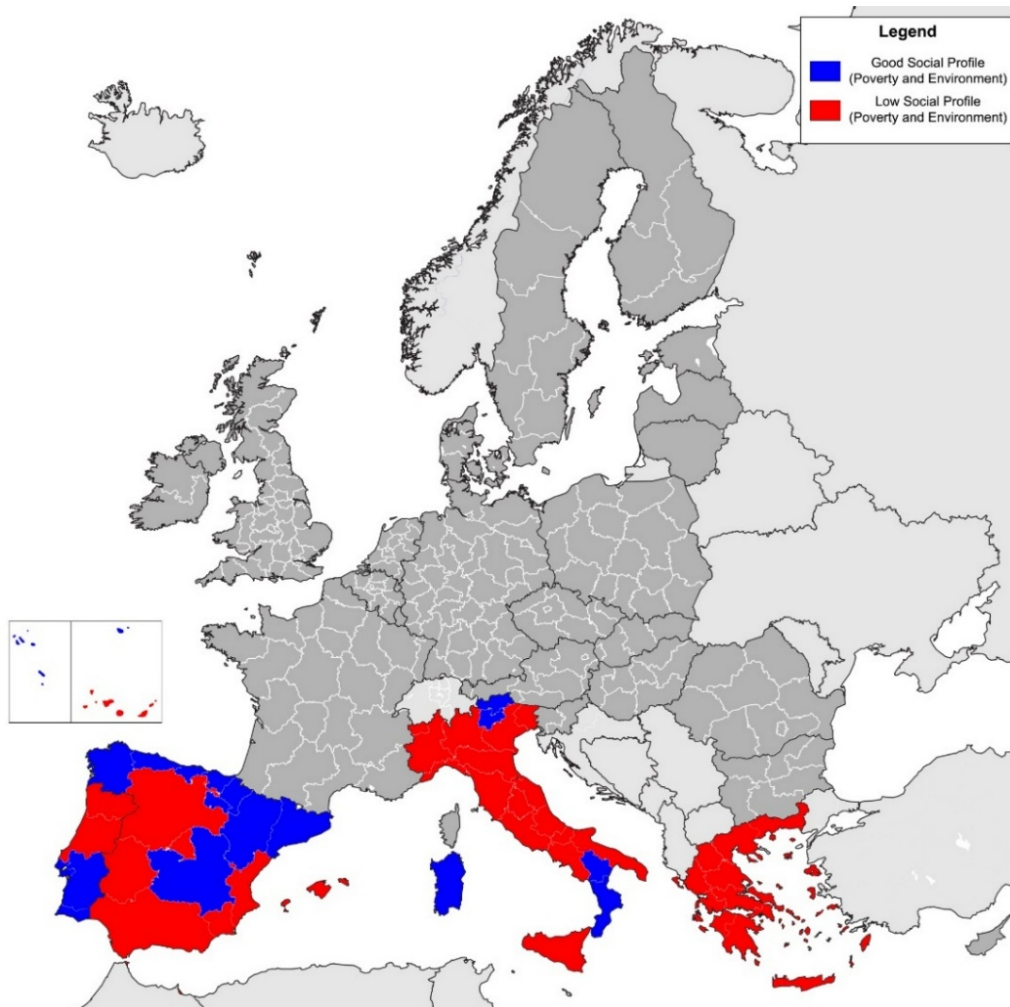 Legend
Good Social Profile
(Poverty and Environment)
Low Social Profile
(Poverty and Environment)